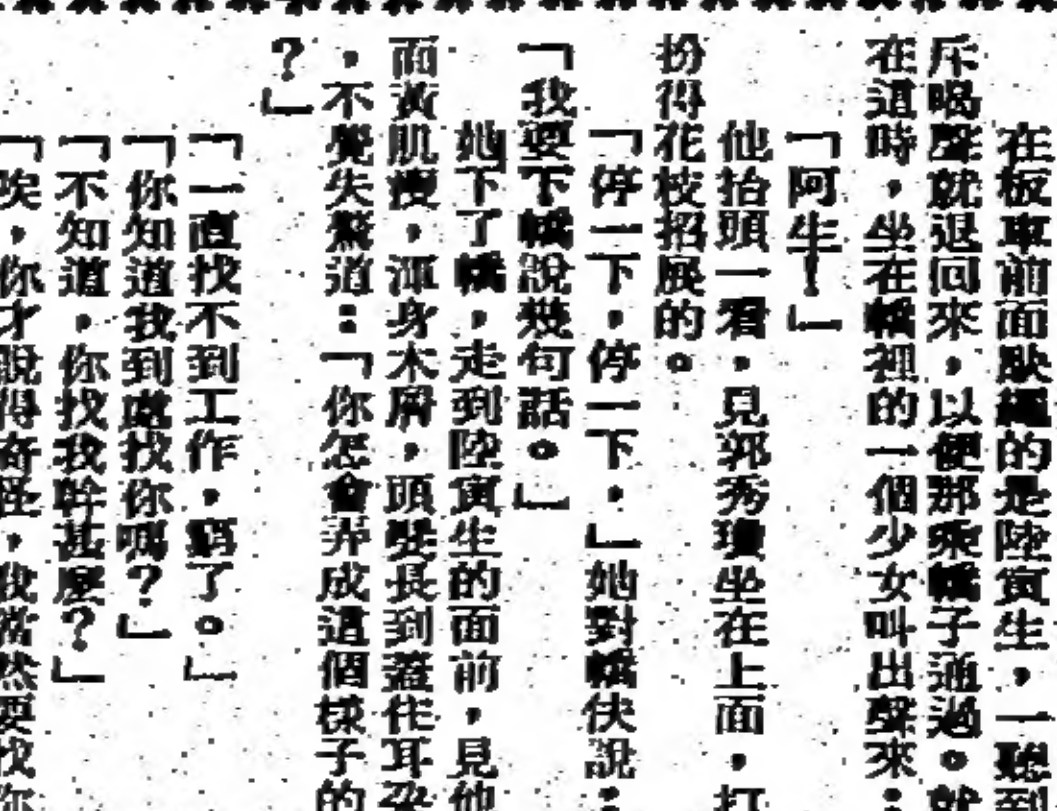 在板車前面駛繩的是陸寅生，一聽到
斥喝聲就退回來，以便那乘轎子通過。就
在這時，坐在轎裡的一個少女叫出聲來：
「阿生！」
他抬頭一看，見郭秀瓊坐在上面，打
扮得花枝招展的。
「停一下，停一下，」她對轎伕說：
「我要下轎說幾句話。」
她下了轎，走到陸寅生的面前，見他
面黃肌瘦，渾身木屑，頭髮長到蓋住耳朶
，不覺失驚道：「你怎會弄成這個樣子的
？」
「一直找不到工作，窮了。」
「你知道我到處找你嗎？」
「不知道，你找我幹甚麼？」
「唉，你才說得奇怪，我當然要找你